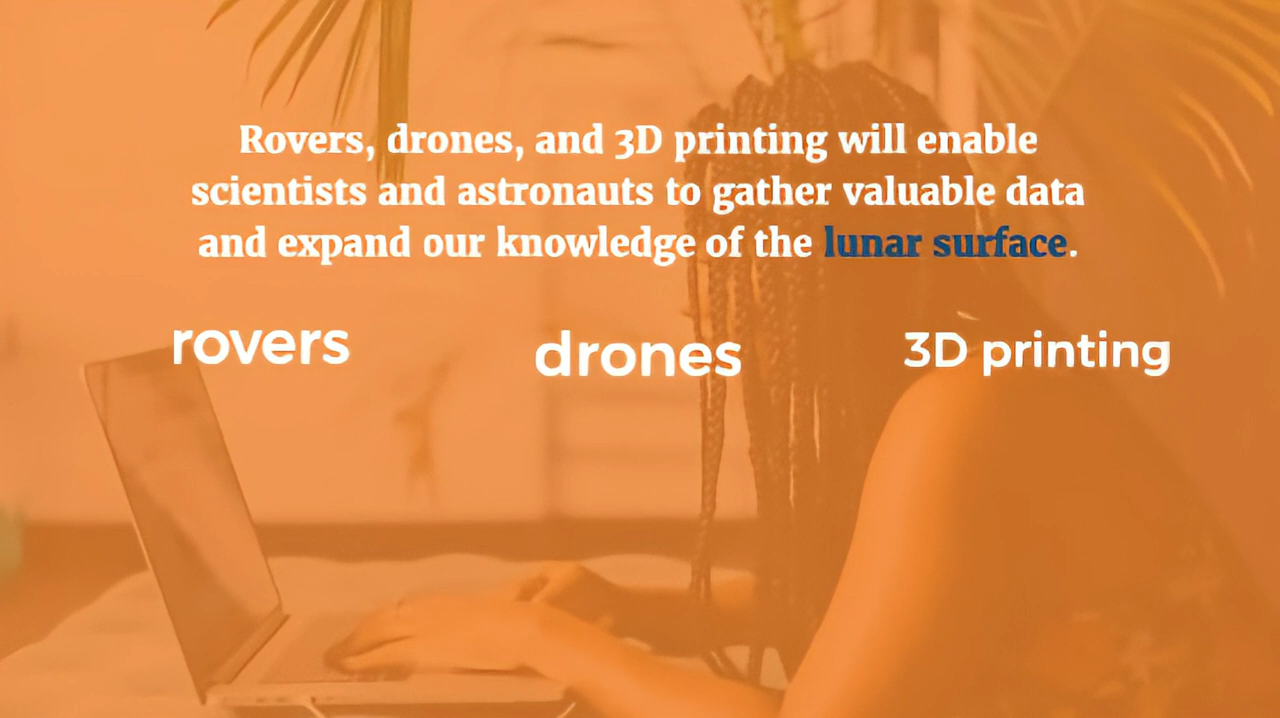 Rovers, drones, and 3D printing will enable
scientists and astronauts to gather valuable data
and expand our knowledge of the lunar surface.
rovers
drones
3D printing